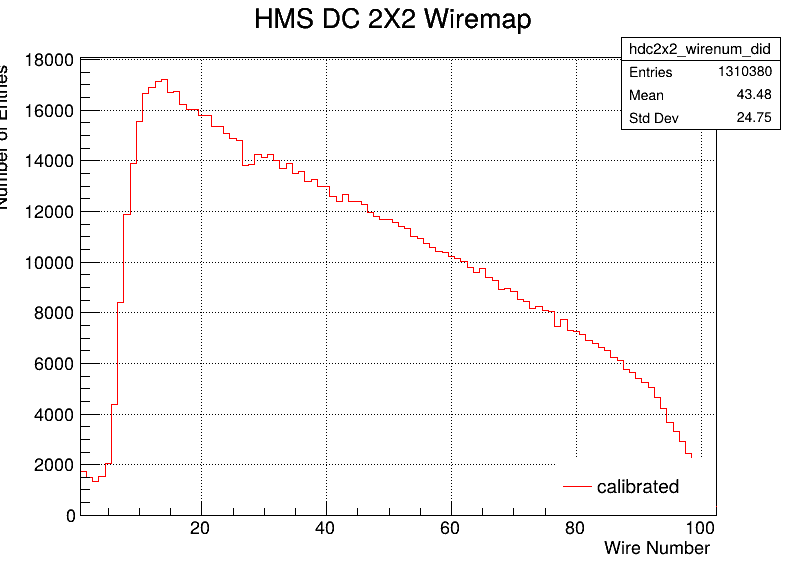 HMS DC 2X2 Wiremap
hdc2x2_wirenum_did
Entries 1310380
Mean 43.48
Std Dev 24.75
Number of Entries
18000
16000
14000
12000
10000
8000
6000
4000
2000
0
calibrated
20 40 60 80 100
Wire Number